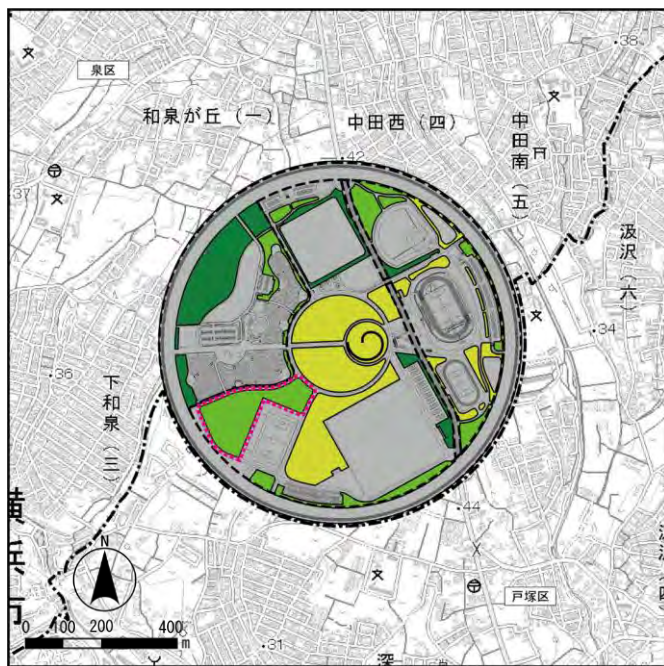 ・38
泉区
和泉が丘（一）
中田西（四）
中田南（五）
42
37
汲沢（六）
・34
・36
下和泉（三）
・44
横浜市
N
0 100 200 400
m
戸塚区
・31
深